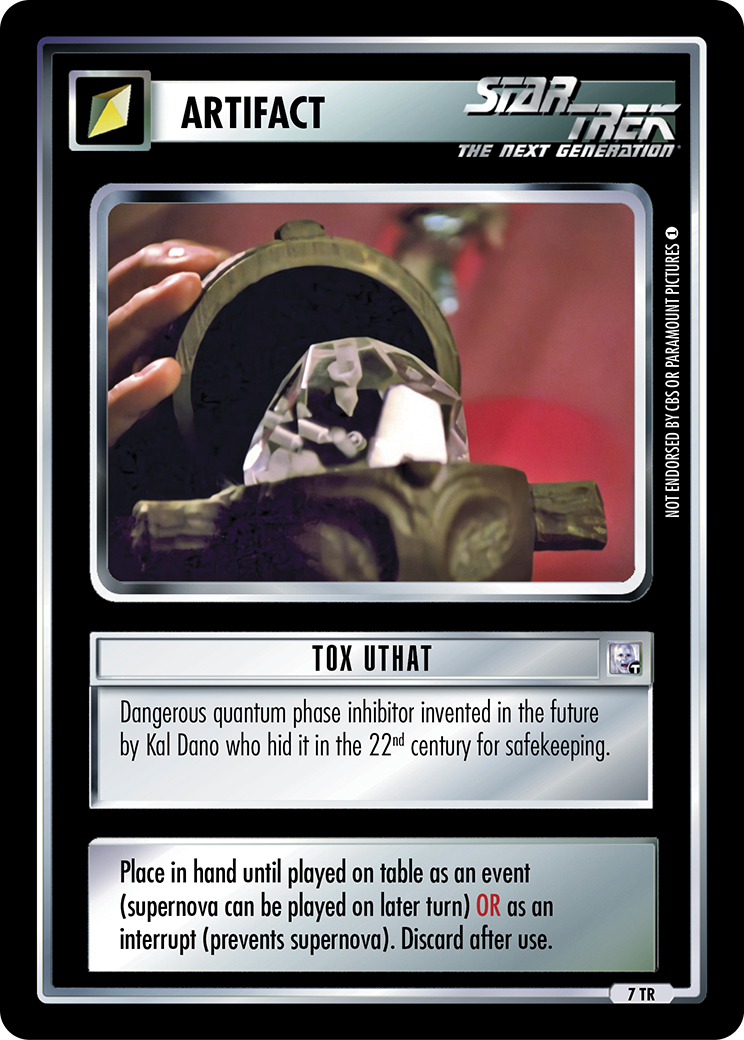 ARTIFACT
STAR TREK
THE NEXT GENERATION
NOT ENDORSED BY CBS OR PARAMOUNT PICTURES 1
TOX UTHAT
T
Dangerous quantum phase inhibitor invented in the future
by Kal Dano who hid it in the 22nd century for safekeeping.
Place in hand until played on table as an event
(supernova can be played on later turn) OR as an
interrupt (prevents supernova). Discard after use.
7 TR